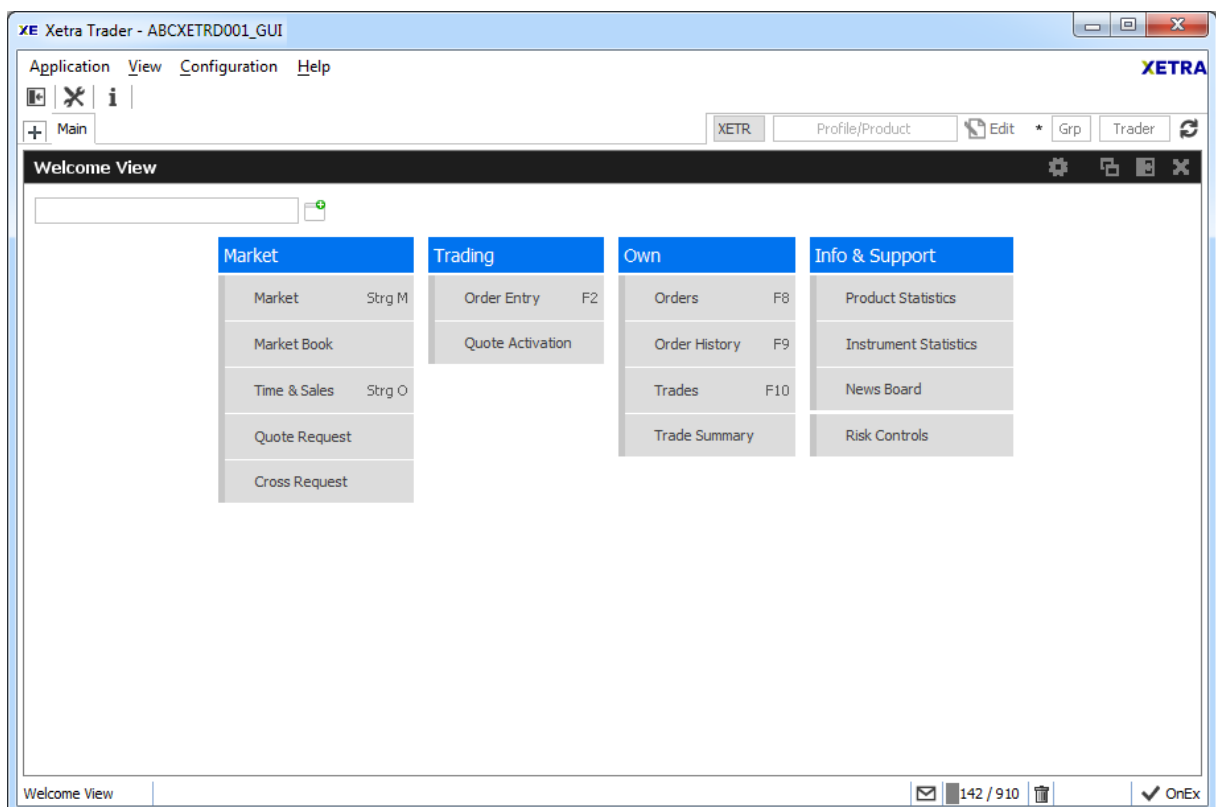 XE Xetra Trader - ABCXETRD001_GUI
Application View Configuration Help
XETRA
Main
XETR Profile/Product Edit * Grp Trader
Welcome View
Market Trading Own Info & Support
Market Strg M Order Entry F2 Orders F8 Product Statistics
Market Book Quote Activation Order History F9 Instrument Statistics
Time & Sales Strg O Trades F10 News Board
Quote Request Trade Summary Risk Controls
Cross Request
Welcome View 142 / 910 OnEx